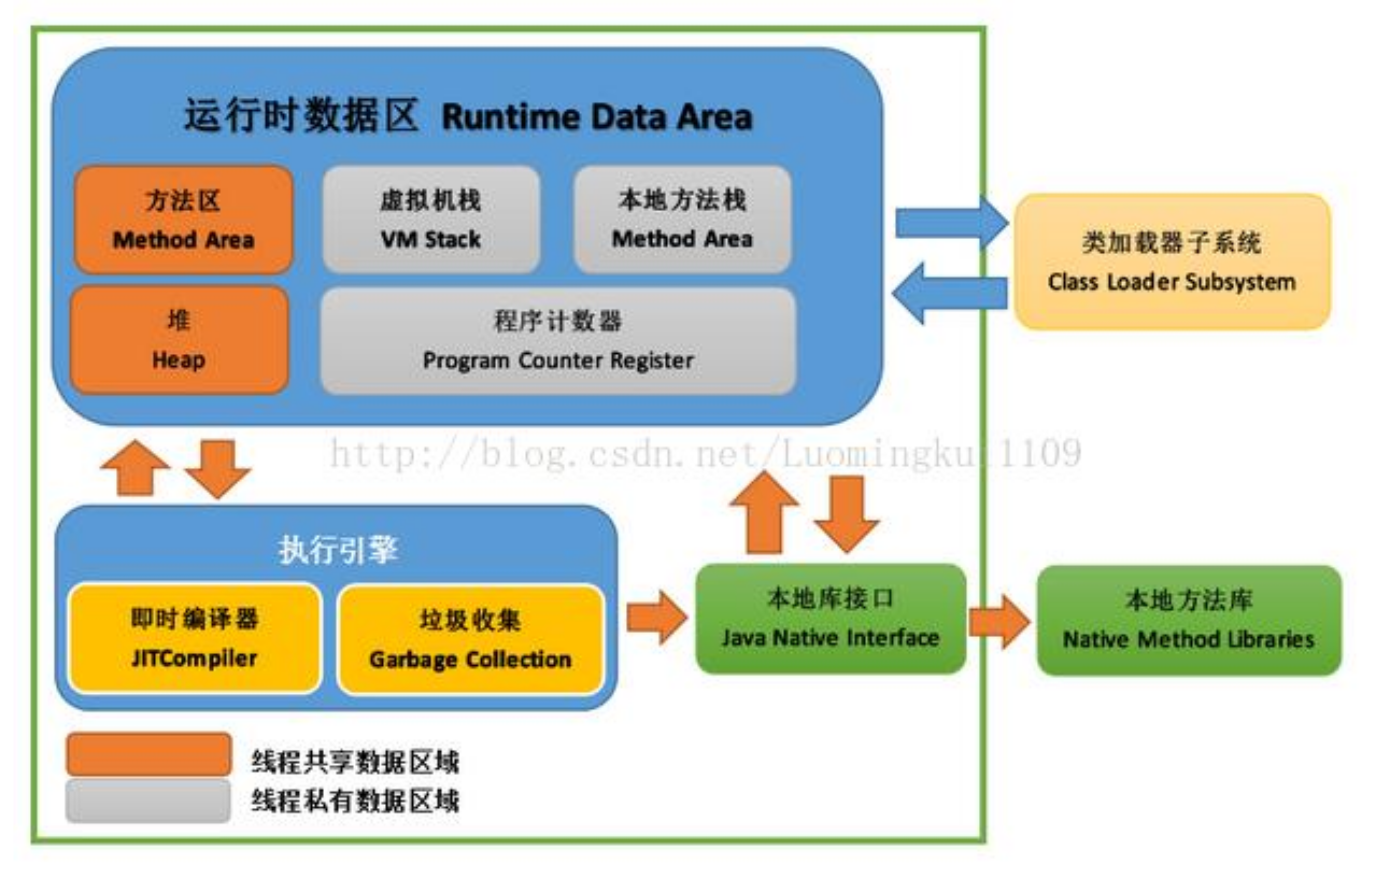 运行时数据区 Runtime Data Area
方法区
Method Area
虚拟机栈
VM Stack
本地方法栈
Method Area
堆
Heap
程序计数器
Program Counter Register
类加载器子系统
Class Loader Subsystem
http://blog.csdn.net/Luomingkui1109
执行引擎
即时编译器
JITCompiler
垃圾收集
Garbage Collection
本地库接口
Java Native Interface
本地方法库
Native Method Libraries
线程共享数据区域
线程私有数据区域